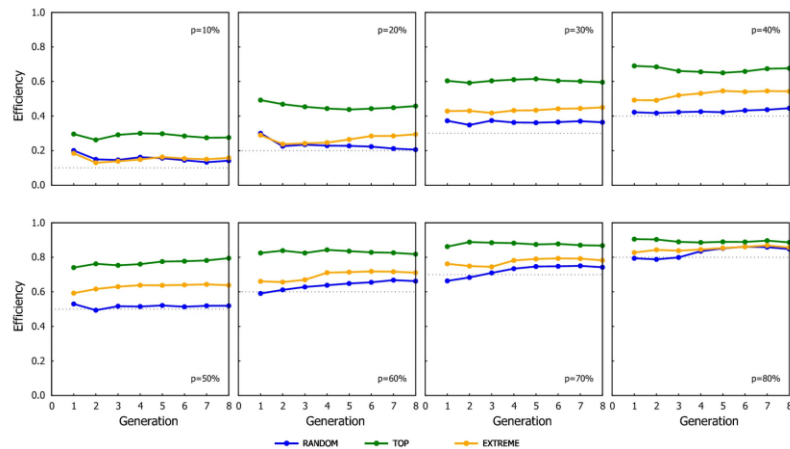 1.0
0.8
0.6
0.4
0.2
0.0
Efficiency
p=10%
p=20%
p=30%
p=40%
1.0
0.8
0.6
0.4
0.2
0.0
Efficiency
p=50%
p=60%
p=70%
p=80%
0 1 2 3 4 5 6 7 8 0 1 2 3 4 5 6 7 8 0 1 2 3 4 5 6 7 8 0 1 2 3 4 5 6 7 8
Generation Generation Generation Generation
RANDOM TOP EXTREME